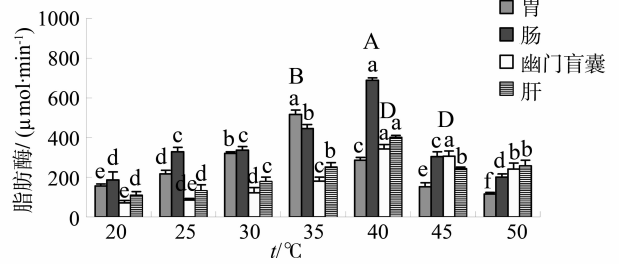 1000
800
600
400
200
0
脂肪酶/ (μmol·min⁻¹)
胃
肠
幽门盲囊
肝
A
B
D
D
e d e d
d c de d
b c d c
a b c b
c a a a
e c a b
f d b b
20 25 30 35 40 45 50
t/℃